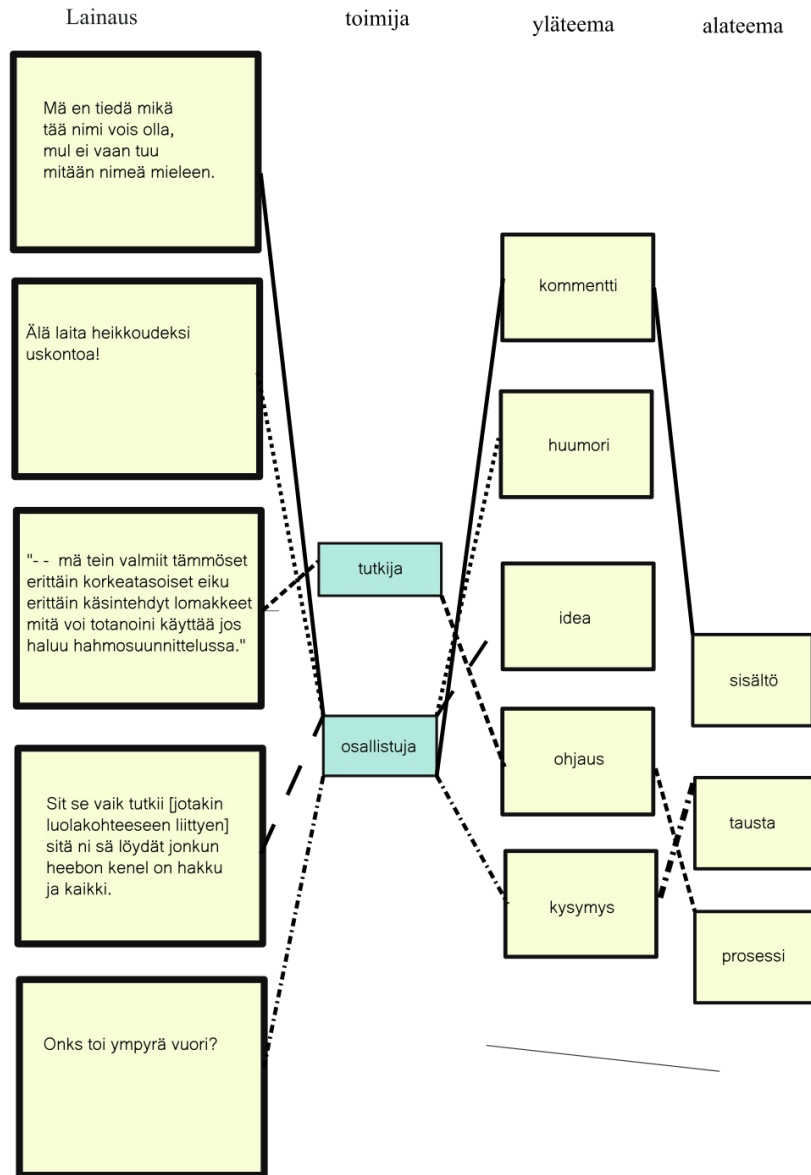 Lainaus toimija yläteema alateema
Mä en tiedä mikä
tää nimi vois olla,
mul ei vaan tuu
mitään nimeä mieleen.
Älä laita heikkoudeksi
uskontoa!
"- - mä tein valmiit tämmöset
erittäin korkeatasoiset eiku
erittäin käsintehdyt lomakkeet
mitä voi totanoini käyttää jos
haluu hahmosuunnittelussa."
Sit se vaik tutkii [jotakin
luolakohteeseen liittyen]
sitä ni sä löydät jonkun
heebon kenel on hakku
ja kaikki.
Onks toi ympyrä vuori?
tutkija
osallistuja
kommentti
huumori
idea
ohjaus
kysymys
sisältö
tausta
prosessi